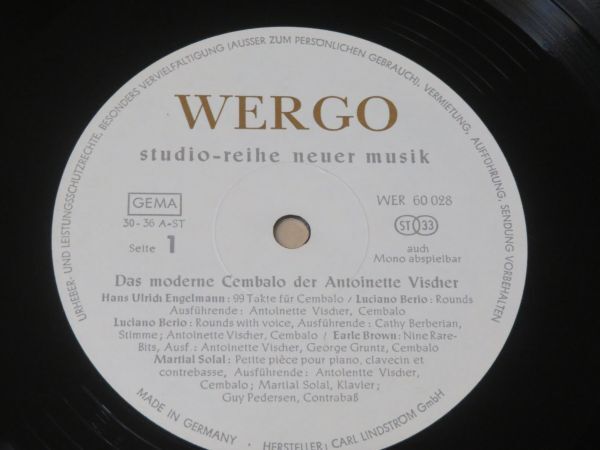 URHEBER- UND LEISTUNGSSCHUTZRECHTE, BESONDERS VERVIELFÄLTIGUNG (AUSSER ZUM PERSÖNLICHEN GEBRAUCH), VERMIETUNG, AUFFÜHRUNG, SENDUNG VORBEHALTEN
WERGO
studio-reihe neuer musik
GEMA
WER 60 028
30-36 A-ST
ST 33
Seite 1
auch
Mono abspielbar
Das moderne Cembalo der Antoinette Vischer
Hans Ulrich Engelmann: 99 Takte für Cembalo / Luciano Berio: Rounds
Ausführende: Antoinette Vischer, Cembalo
Luciano Berio: Rounds with voice, Ausführende: Cathy Berberian,
Stimme; Antoinette Vischer, Cembalo / Earle Brown: Nine Rare-
Bits, Ausf: Antoinette Vischer, George Gruntz, Cembalo
Martial Solal: Petite pièce pour piano, clavecin et
contrebasse, Ausführende: Antoinette Vischer,
Cembalo; Martial Solal, Klavier;
Guy Pedersen, Contrabaß
MADE IN GERMANY · HERSTELLER: CARL LINDSTRÖM GmbH